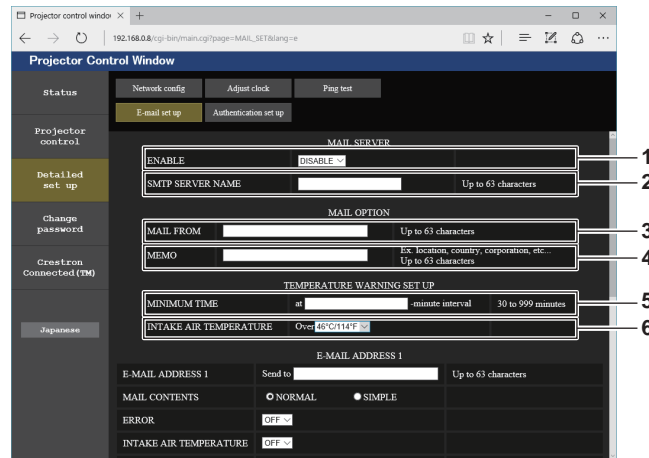 Projector control window
192.168.0.8/cgi-bin/main.cgi?page=MAIL_SET&lang=e
Projector Control Window
Status
Projector control
Detailed set up
Change password
Crestron Connected(TM)
Japanese
Network config Adjust clock Ping test
E-mail set up Authentication set up
MAIL SERVER
ENABLE DISABLE 1
SMTP SERVER NAME Up to 63 characters 2
MAIL OPTION
MAIL FROM Up to 63 characters 3
MEMO Ex. location, country, corporation, etc... 4
Up to 63 characters
TEMPERATURE WARNING SET UP
MINIMUM TIME at -minute interval 30 to 999 minutes 5
INTAKE AIR TEMPERATURE Over 46°C/114°F 6
E-MAIL ADDRESS 1
E-MAIL ADDRESS 1 Send to Up to 63 characters
MAIL CONTENTS NORMAL SIMPLE
ERROR OFF
INTAKE AIR TEMPERATURE OFF